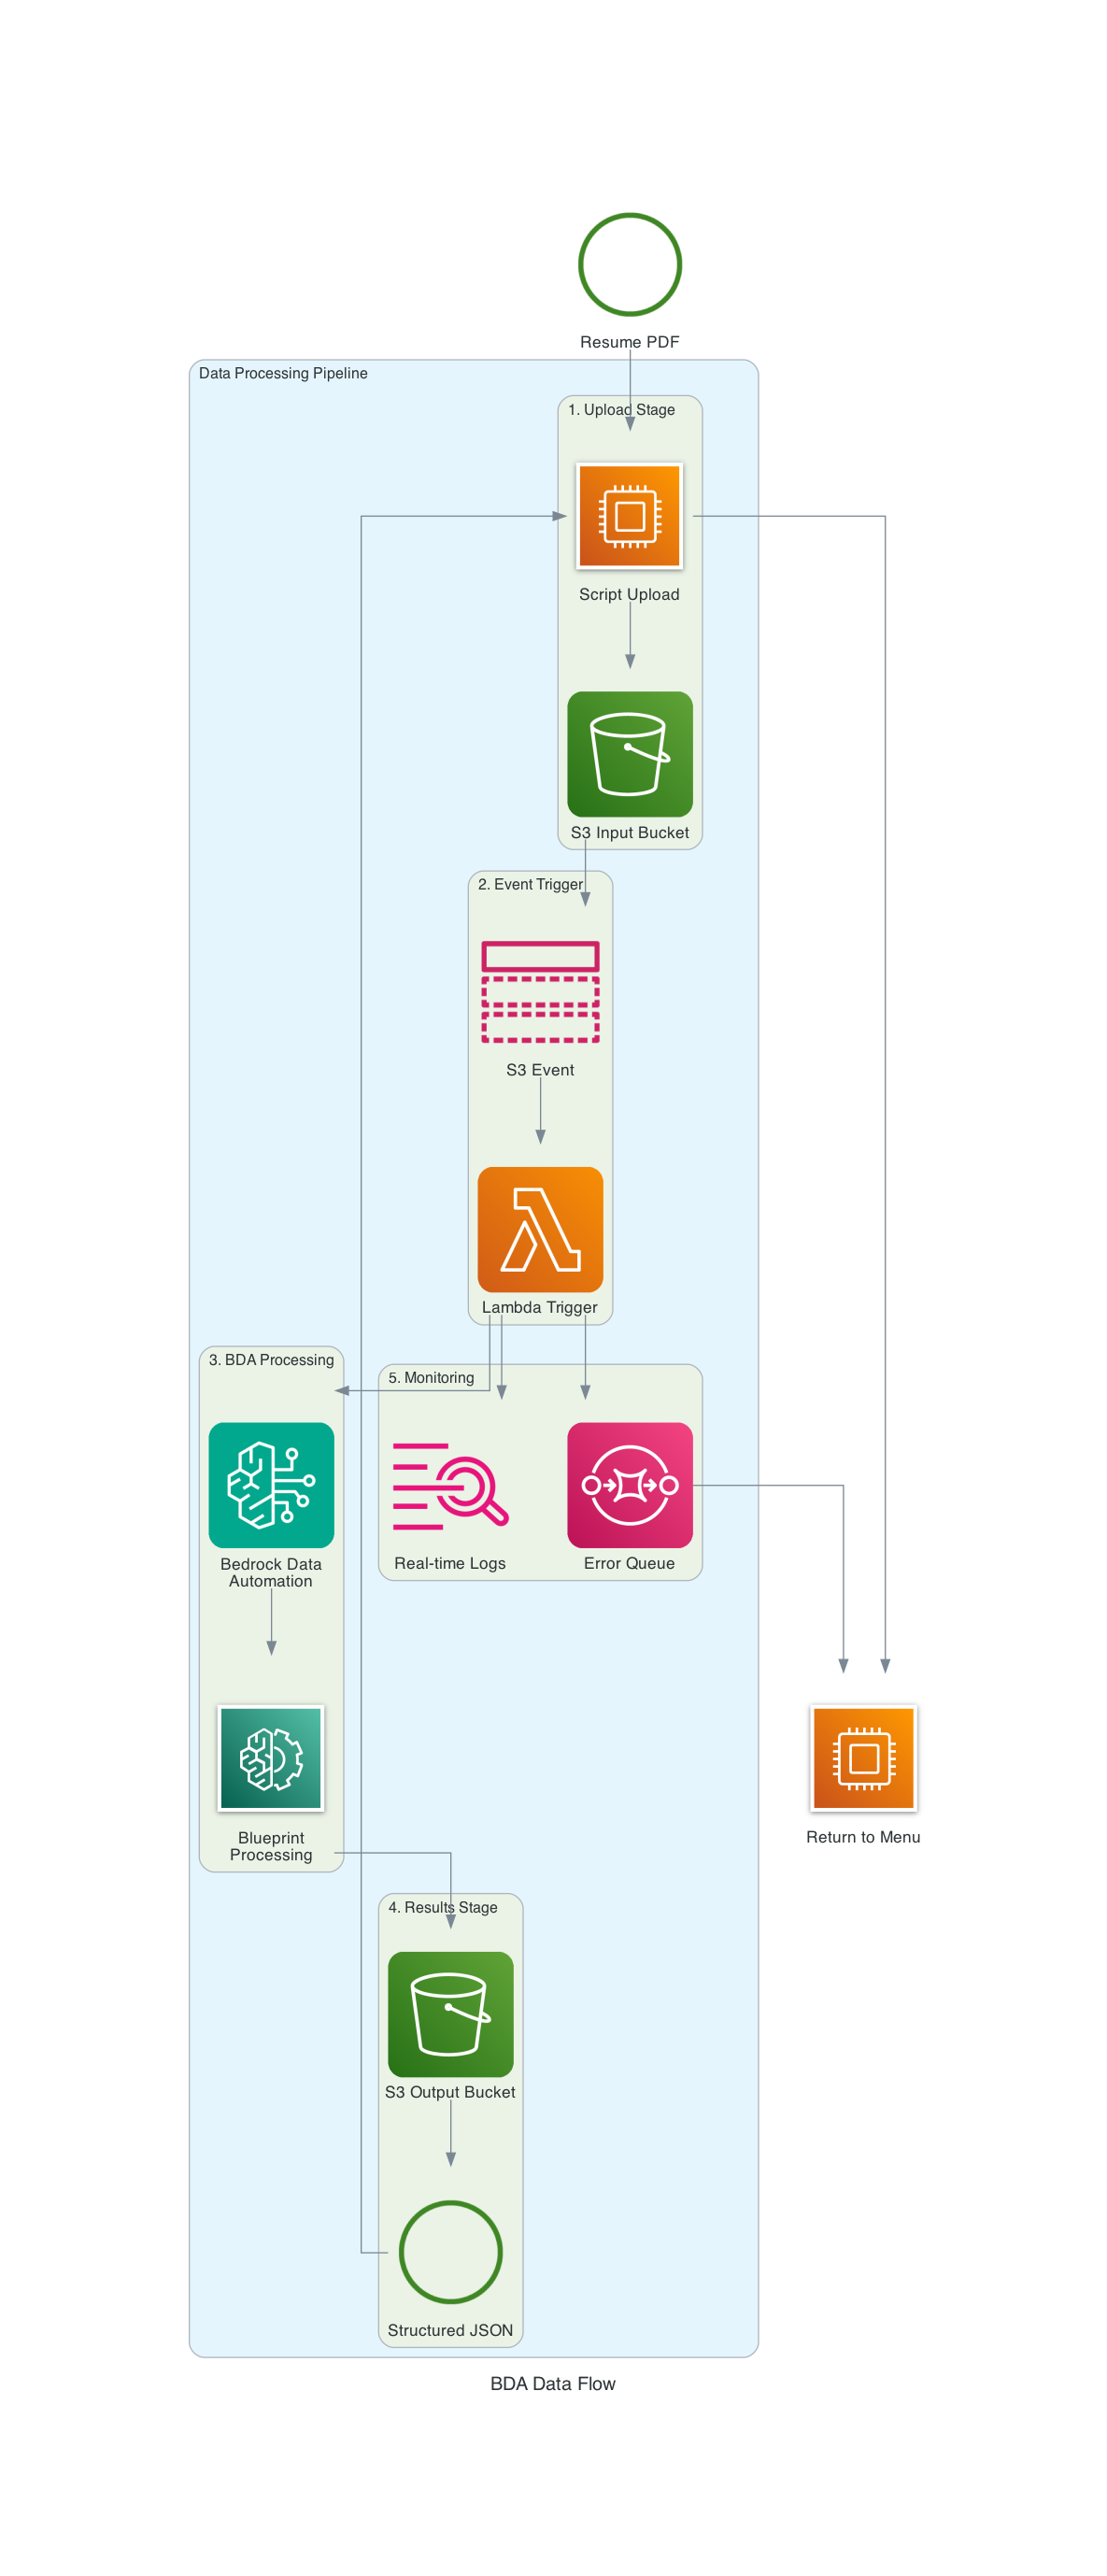 Resume PDF
Data Processing Pipeline
1. Upload Stage
Script Upload
S3 Input Bucket
2. Event Trigger
S3 Event
Lambda Trigger
3. BDA Processing
5. Monitoring
Bedrock Data
Automation
Real-time Logs
Error Queue
Blueprint
Processing
Return to Menu
4. Results Stage
S3 Output Bucket
Structured JSON
BDA Data Flow